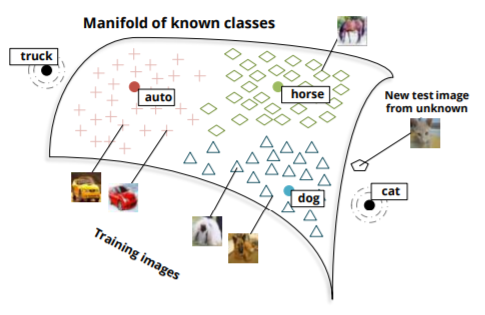 Manifold of known classes
truck
auto
horse
New test image
from unknown
cat
dog
Training images